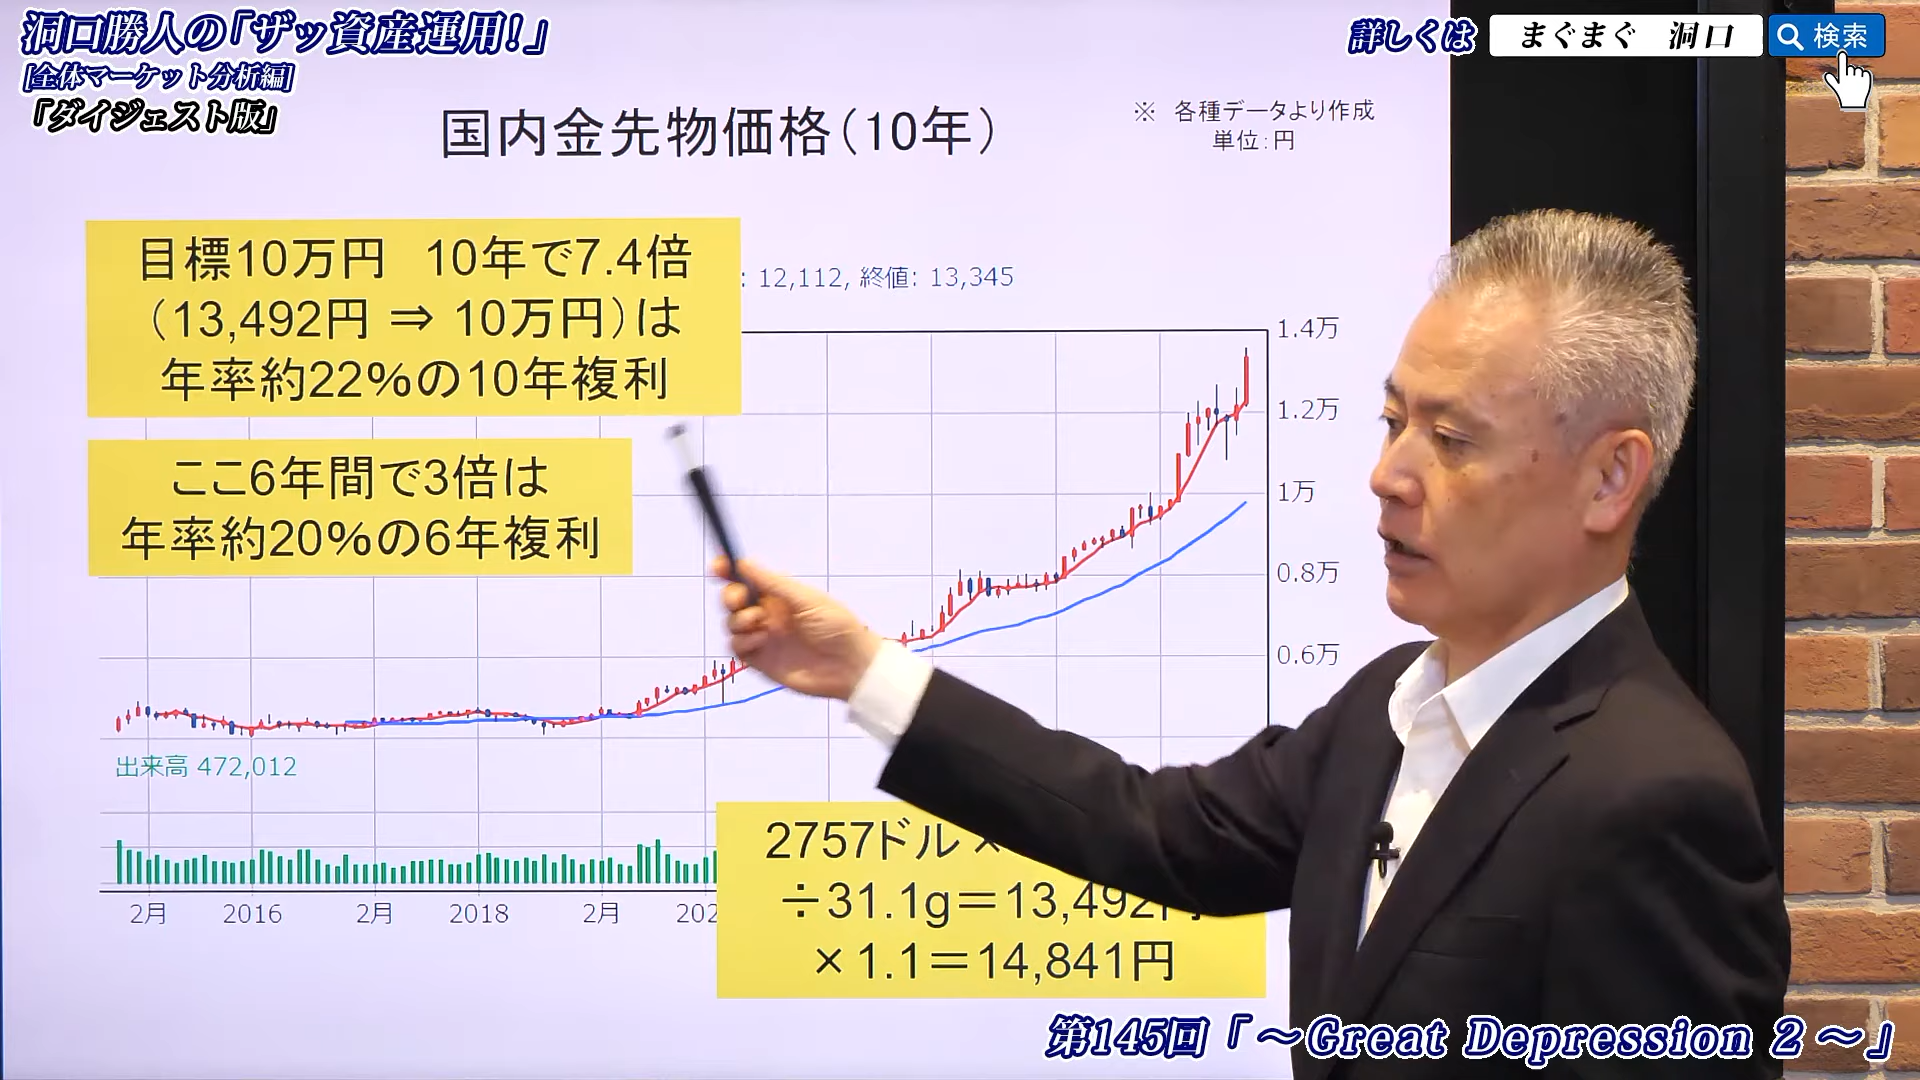 洞口勝人の「ザッ資産運用!」
[全体マーケット分析編]
「ダイジェスト版」
詳しくは
まぐまぐ 洞口
検索
国内金先物価格(10年)
※ 各種データより作成
単位:円
目標10万円 10年で7.4倍
(13,492円 ⇒ 10万円)は
年率約22%の10年複利
: 12,112, 終値: 13,345
ここ6年間で3倍は
年率約20%の6年複利
1.4万
1.2万
1万
0.8万
0.6万
出来高 472,012
2月 2016 2月 2018 2月
2757ドル×
÷31.1g=13,492円
×1.1=14,841円
第145回「~Great Depression 2~」